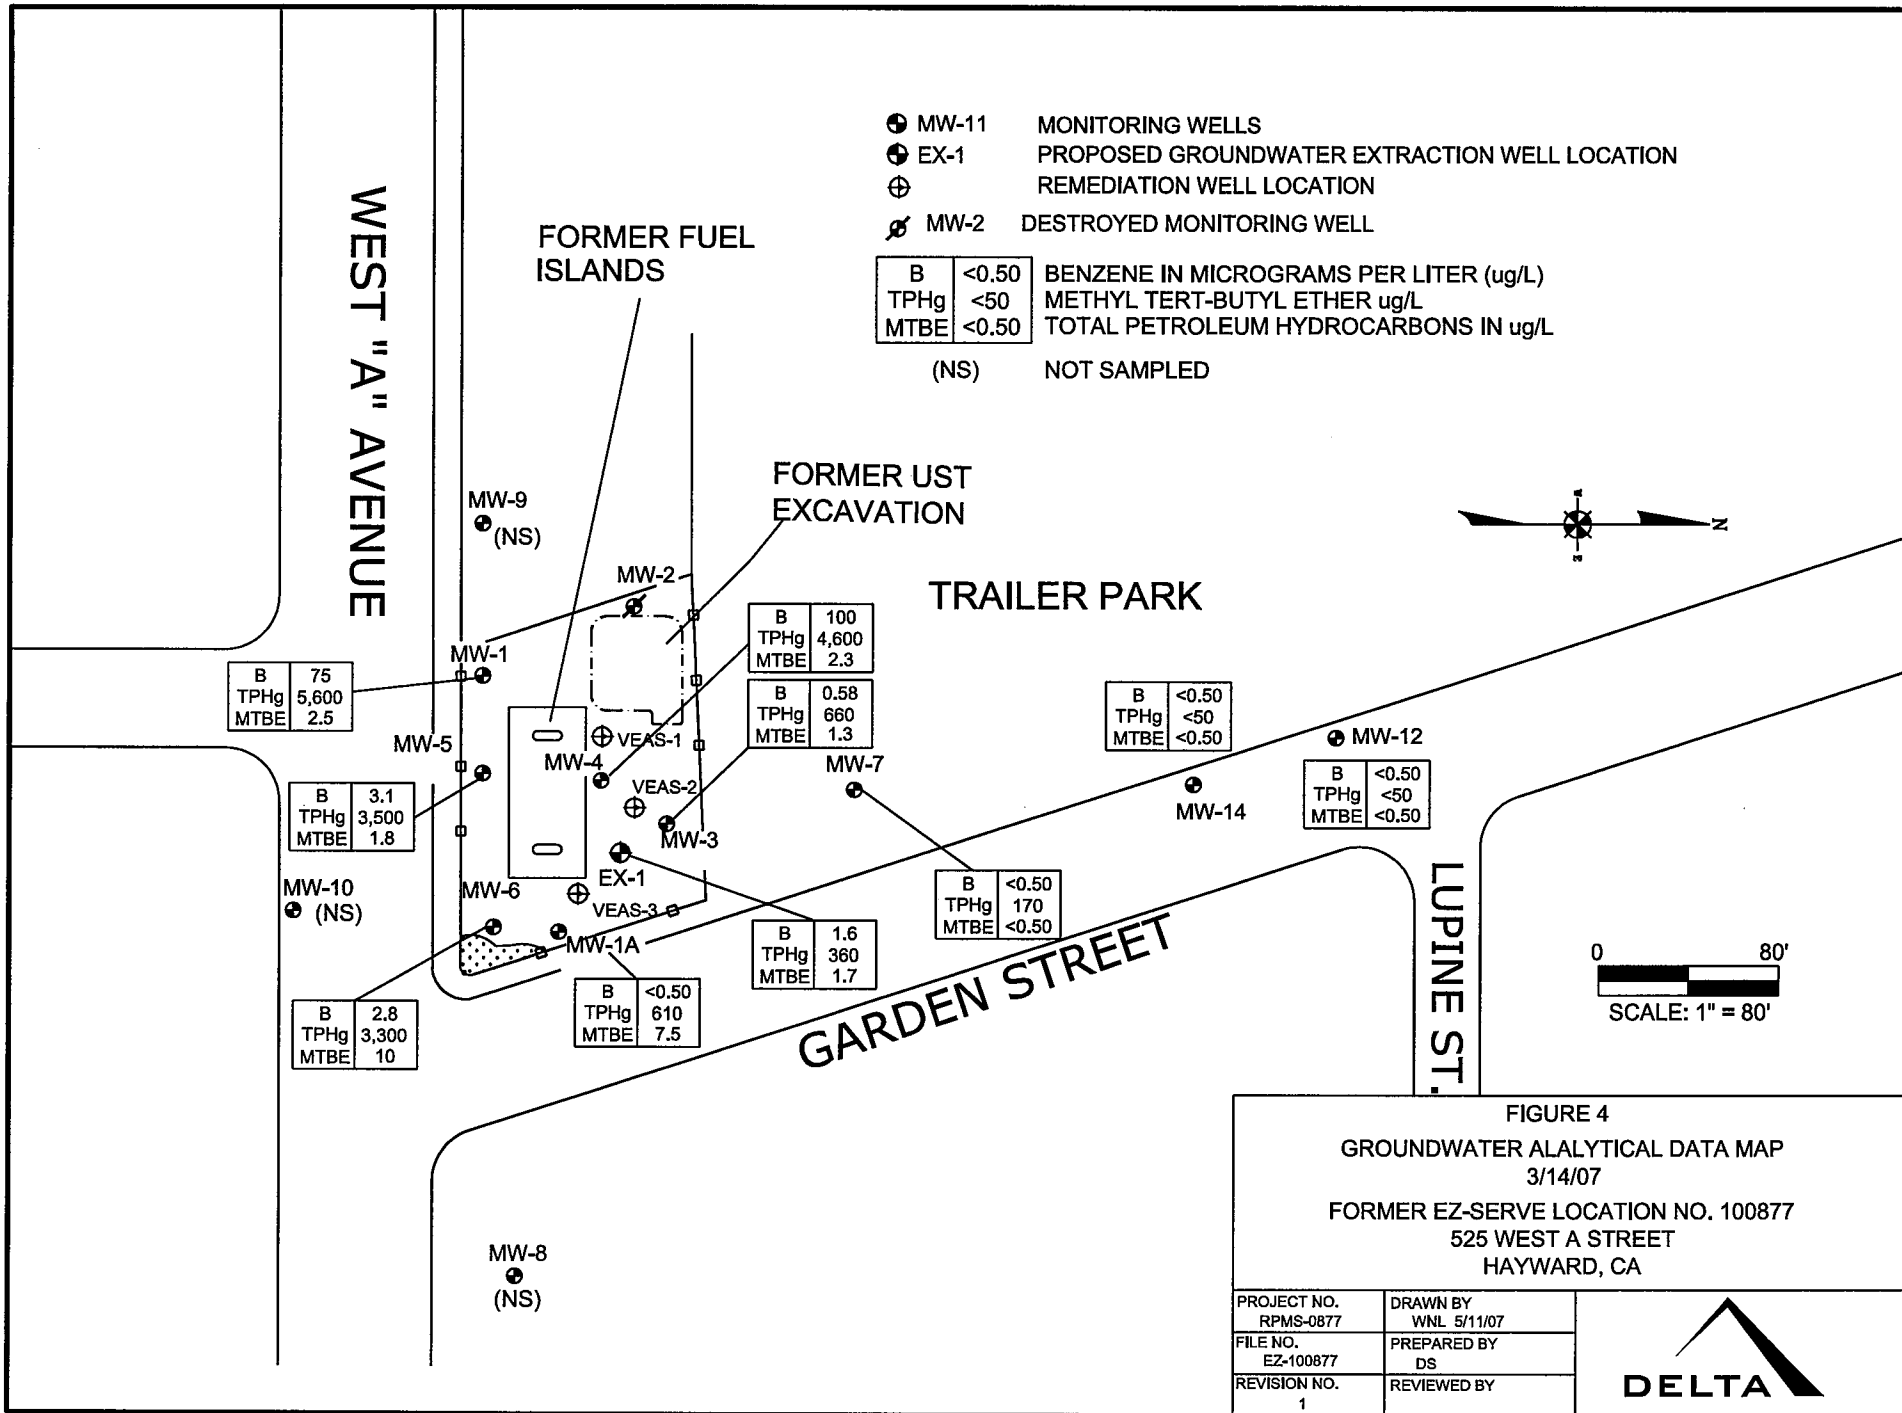 MW-11 MONITORING WELLS
EX-1 PROPOSED GROUNDWATER EXTRACTION WELL LOCATION
REMEDIATION WELL LOCATION
MW-2 DESTROYED MONITORING WELL
B <0.50 BENZENE IN MICROGRAMS PER LITER (ug/L)
TPHg <50 METHYL TERT-BUTYL ETHER ug/L
MTBE <0.50 TOTAL PETROLEUM HYDROCARBONS IN ug/L
(NS) NOT SAMPLED
WEST "A" AVENUE
FORMER FUEL
ISLANDS
FORMER UST
EXCAVATION
MW-9
(NS)
N
MW-2
TRAILER PARK
B 100
TPHg 4,600
MTBE 2.3
MW-1
B 75
TPHg 5,600
MTBE 2.5
B 0.58
TPHg 660
MTBE 1.3
B <0.50
TPHg <50
MTBE <0.50
MW-5
VEAS-1
MW-4
MW-7
MW-12
VEAS-2
B 3.1
TPHg 3,500
MTBE 1.8
MW-14
B <0.50
TPHg <50
MTBE <0.50
MW-3
EX-1
MW-10
(NS)
MW-6
VEAS-3
B <0.50
TPHg 170
MTBE <0.50
MW-1A
B 1.6
TPHg 360
MTBE 1.7
B <0.50
TPHg 610
MTBE 7.5
B 2.8
TPHg 3,300
MTBE 10
GARDEN STREET
LUPINE ST.
0 80'
SCALE: 1" = 80'
MW-8
(NS)
FIGURE 4
GROUNDWATER ALALYTICAL DATA MAP
3/14/07
FORMER EZ-SERVE LOCATION NO. 100877
525 WEST A STREET
HAYWARD, CA
PROJECT NO.
RPMS-0877
DRAWN BY
WNL 5/11/07
FILE NO.
EZ-100877
PREPARED BY
DS
REVISION NO.
1
REVIEWED BY
DELTA